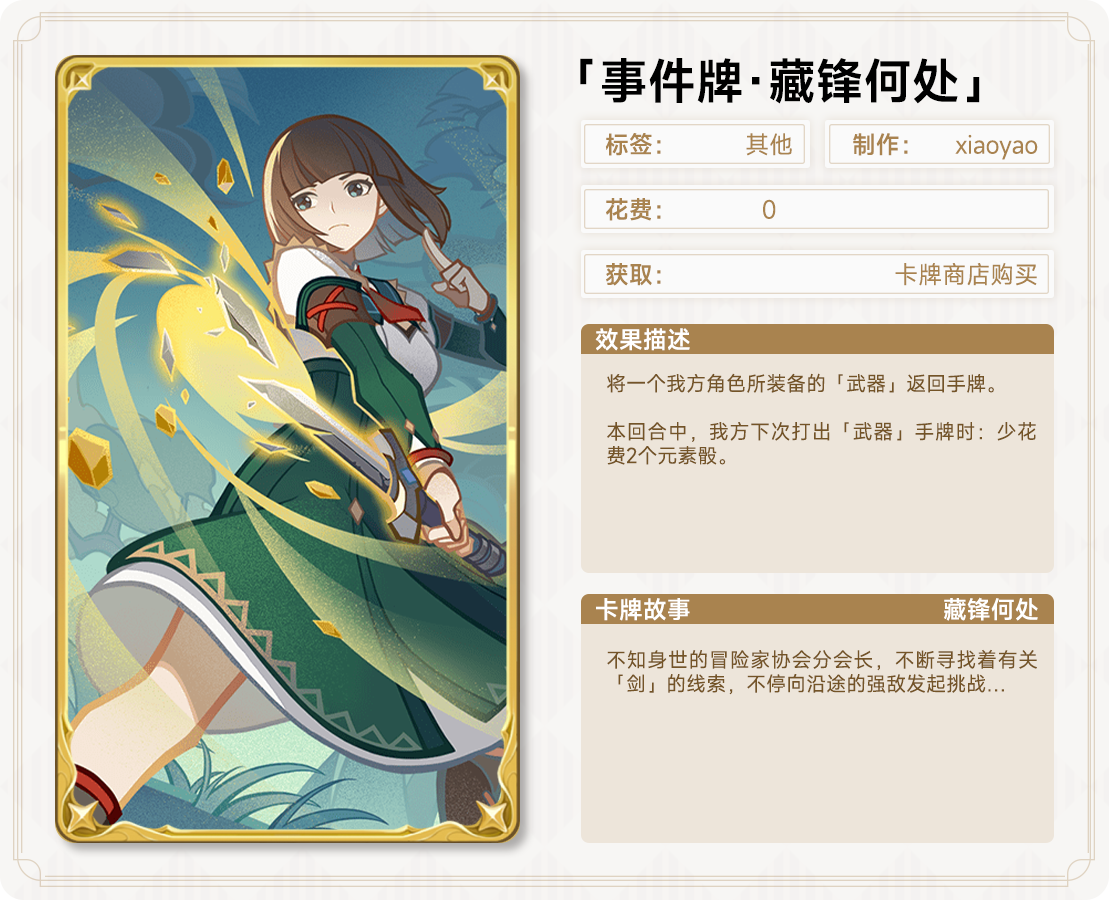 「事件牌·藏锋何处」
标签： 其他 制作： xiaoyao
花费： 0
获取： 卡牌商店购买
效果描述
将一个我方角色所装备的「武器」返回手牌。
本回合中，我方下次打出「武器」手牌时：少花
费2个元素骰。
卡牌故事 藏锋何处
不知身世的冒险家协会分会长，不断寻找着有关
「剑」的线索，不停向沿途的强敌发起挑战...